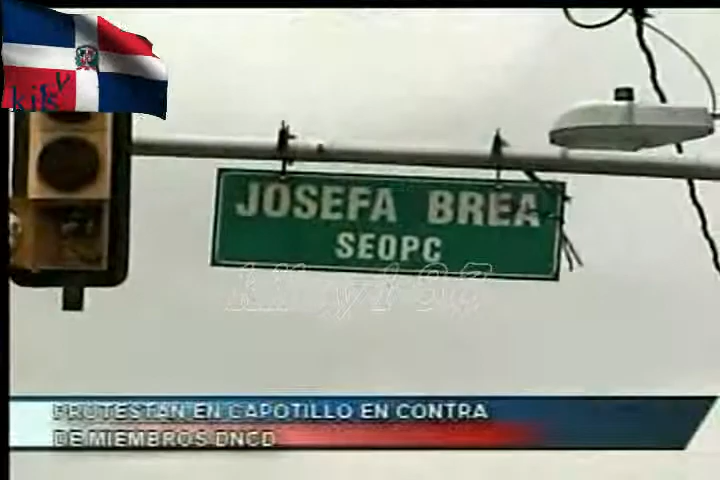 JOSEFA BREA
SEOPC
PROTESTAN EN CAPOTILLO EN CONTRA
DE MIEMBROS DNCD